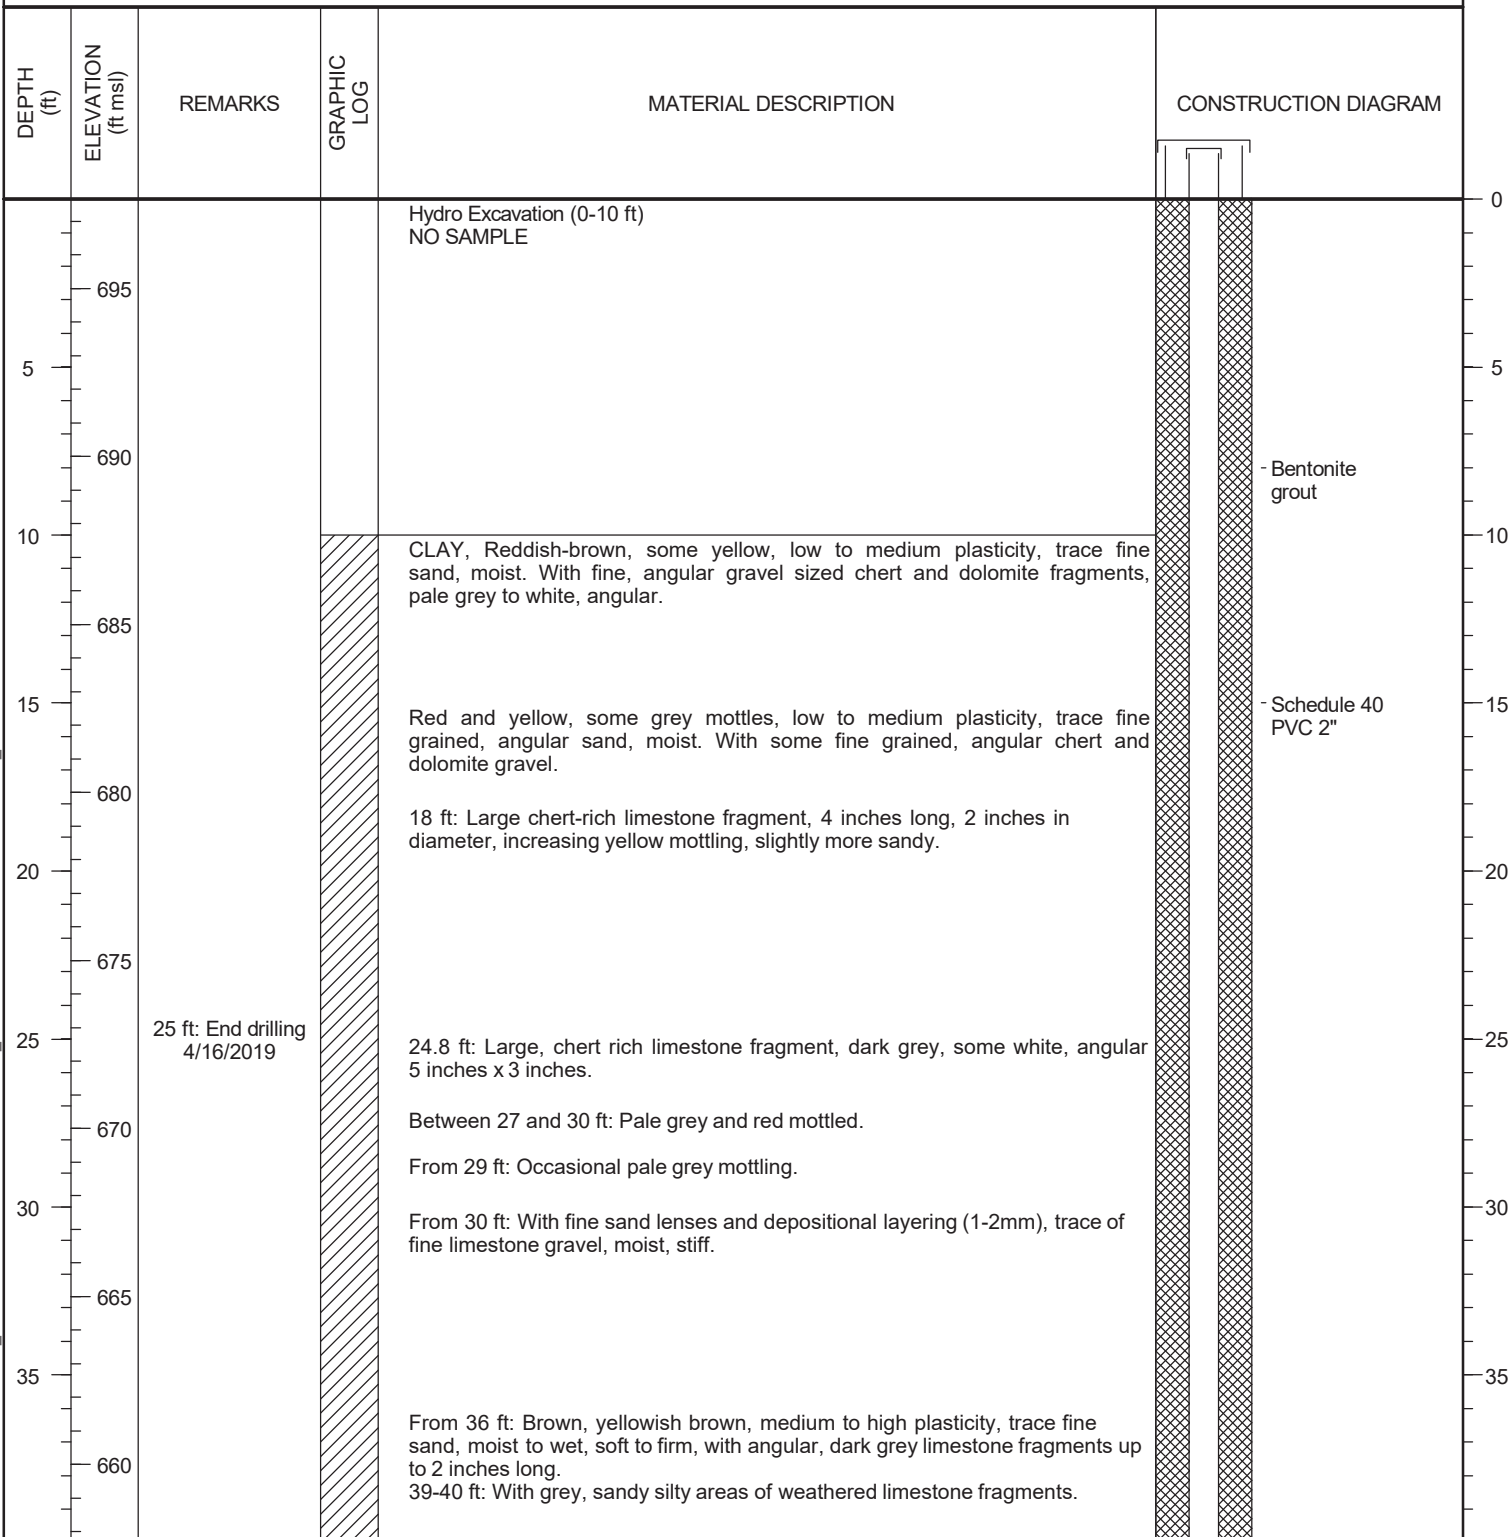 DEPTH
(ft)
ELEVATION
(ft msl)
REMARKS
GRAPHIC
LOG
MATERIAL DESCRIPTION
CONSTRUCTION DIAGRAM
0
Hydro Excavation (0-10 ft)
NO SAMPLE
695
5
5
690
Bentonite
grout
10
10
CLAY, Reddish-brown, some yellow, low to medium plasticity, trace fine
sand, moist. With fine, angular gravel sized chert and dolomite fragments,
pale grey to white, angular.
685
15
Schedule 40
PVC 2"
15
Red and yellow, some grey mottles, low to medium plasticity, trace fine
grained, angular sand, moist. With some fine grained, angular chert and
dolomite gravel.
680
18 ft: Large chert-rich limestone fragment, 4 inches long, 2 inches in
diameter, increasing yellow mottling, slightly more sandy.
20
20
675
25 ft: End drilling
4/16/2019
25
25
24.8 ft: Large, chert rich limestone fragment, dark grey, some white, angular
5 inches x 3 inches.
Between 27 and 30 ft: Pale grey and red mottled.
670
From 29 ft: Occasional pale grey mottling.
30
30
From 30 ft: With fine sand lenses and depositional layering (1-2mm), trace of
fine limestone gravel, moist, stiff.
665
35
35
From 36 ft: Brown, yellowish brown, medium to high plasticity, trace fine
sand, moist to wet, soft to firm, with angular, dark grey limestone fragments up
to 2 inches long.
660
39-40 ft: With grey, sandy silty areas of weathered limestone fragments.